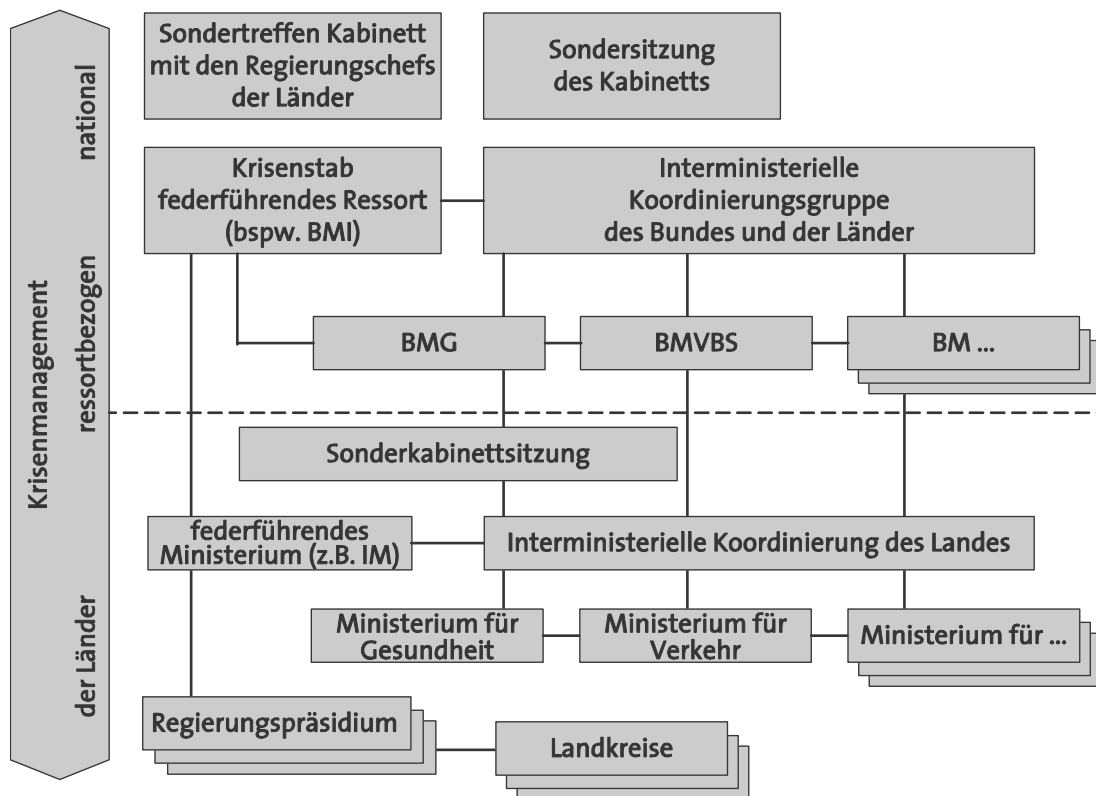 Krisenmanagement
national
ressortbezogen
der Länder
Sondertreffen Kabinett
mit den Regierungschefs
der Länder
Sondersitzung
des Kabinetts
Krisenstab
federführendes Ressort
(bspw. BMI)
Interministerielle
Koordinierungsgruppe
des Bundes und der Länder
BMG
BMVBS
BM ...
Sonderkabinettsitzung
federführendes
Ministerium (z.B. IM)
Interministerielle Koordinierung des Landes
Ministerium für
Gesundheit
Ministerium für
Verkehr
Ministerium für ...
Regierungspräsidium
Landkreise